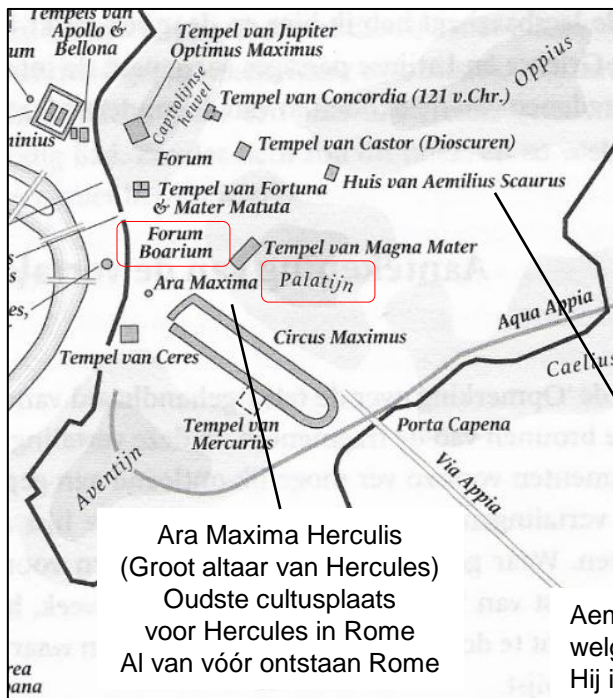 Tempels van
Apollo &
Bellona
Tempel van Jupiter
Optimus Maximus
Capitolijnse
heuvel
Oppius
Tempel van Concordia (121 v.Chr.)
minius
Forum
Tempel van Castor (Dioscuren)
Huis van Aemilius Scaurus
Tempel van Fortuna
& Mater Matuta
Forum
Boarium
Tempel van Magna Mater
Ara Maxima
Palatijn
Circus Maximus
Aqua Appia
Tempel van Ceres
Caelius
Tempel van
Mercurius
Porta Capena
Aventijn
Via Appia
Ara Maxima Herculis
(Groot altaar van Hercules)
Oudste cultusplaats
voor Hercules in Rome
Al van vóór ontstaan Rome
Aem
welg
Hij i